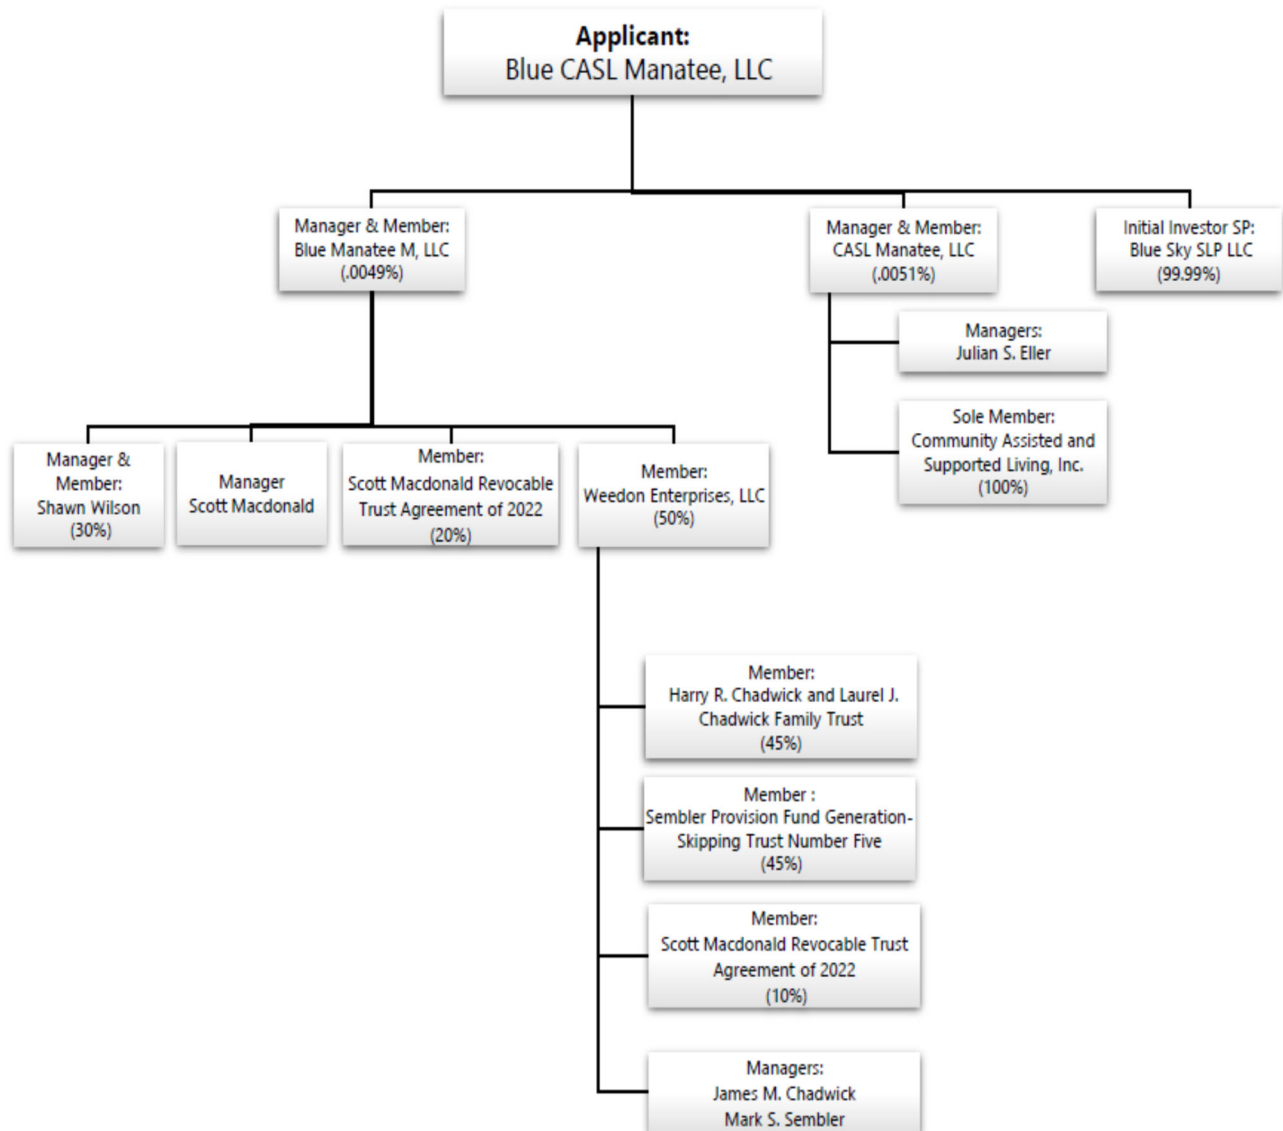 Applicant:
Blue CASL Manatee, LLC
Manager & Member:
Blue Manatee M, LLC
(.0049%)
Manager & Member:
CASL Manatee, LLC
(.0051%)
Initial Investor SP:
Blue Sky SLP LLC
(99.99%)
Managers:
Julian S. Eller
Sole Member:
Community Assisted and
Supported Living, Inc.
(100%)
Manager &
Member:
Shawn Wilson
(30%)
Manager
Scott Macdonald
Member:
Scott Macdonald Revocable
Trust Agreement of 2022
(20%)
Member:
Weedon Enterprises, LLC
(50%)
Member:
Harry R. Chadwick and Laurel J.
Chadwick Family Trust
(45%)
Member :
Sembler Provision Fund Generation-
Skipping Trust Number Five
(45%)
Member:
Scott Macdonald Revocable Trust
Agreement of 2022
(10%)
Managers:
James M. Chadwick
Mark S. Sembler